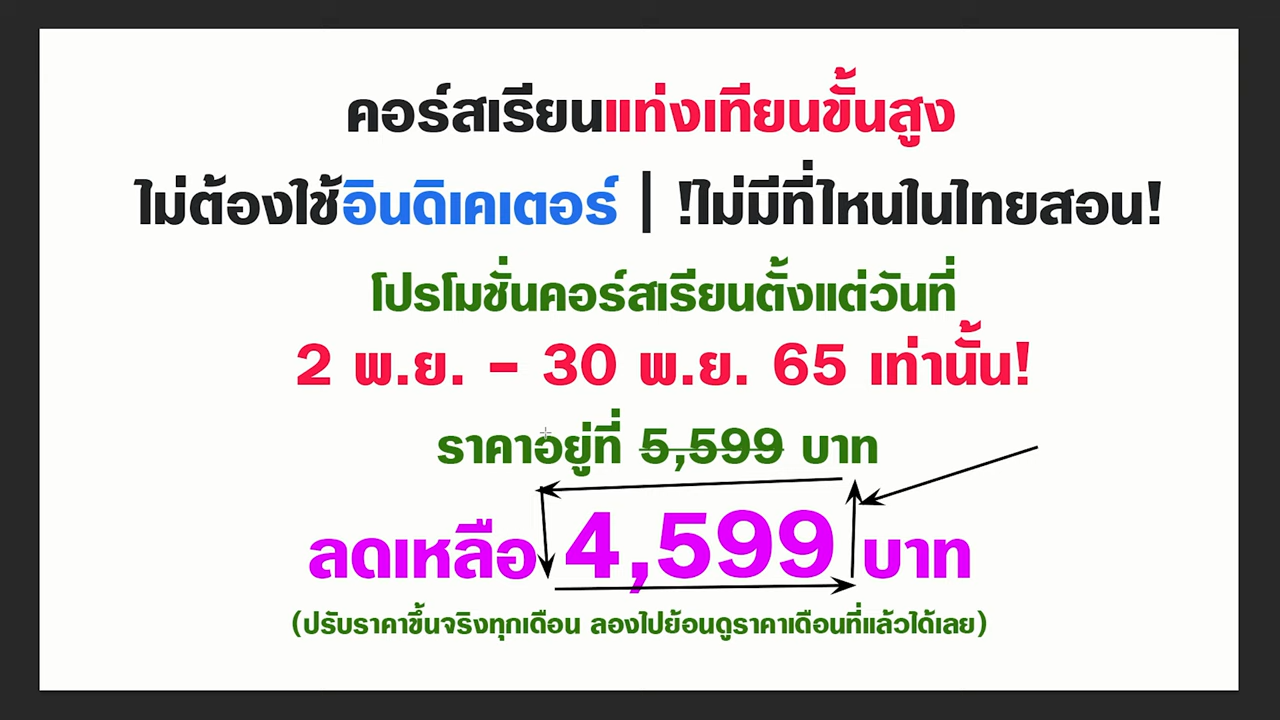 คอร์สเรียนแท่งเทียนขั้นสูง
ไม่ต้องใช้อินดิเคเตอร์ | !ไม่มีที่ไหนในไทยสอน!
โปรโมชั่นคอร์สเรียนตั้งแต่วันที่
2 พ.ย. – 30 พ.ย. 65 เท่านั้น!
ราคาอยู่ที่ 5,599 บาท
ลดเหลือ 4,599 บาท
(ปรับราคาขึ้นจริงทุกเดือน ลองไปย้อนดูราคาเดือนที่แล้วได้เลย)